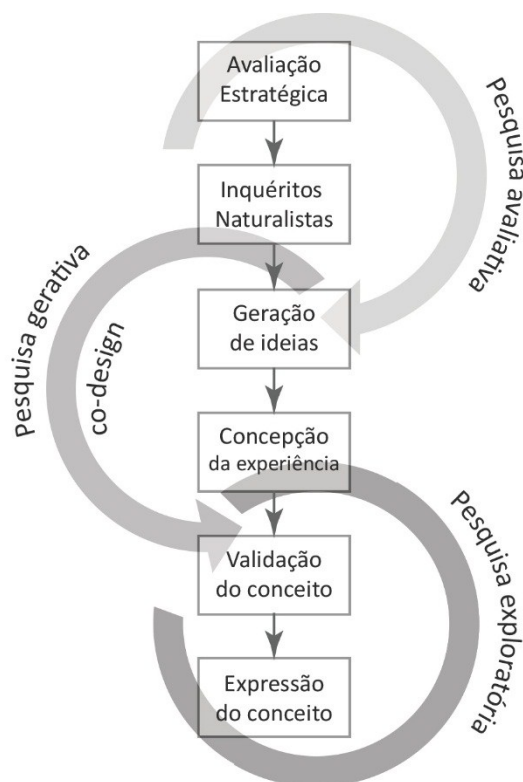 Avaliação
Estratégica
Pesquisa avaliativa
Inquéritos
Naturalistas
Pesquisa gerativa
co-design
Geração
de ideias
Concepção
da experiência
Pesquisa exploratória
Validação
do conceito
Expressão
do conceito